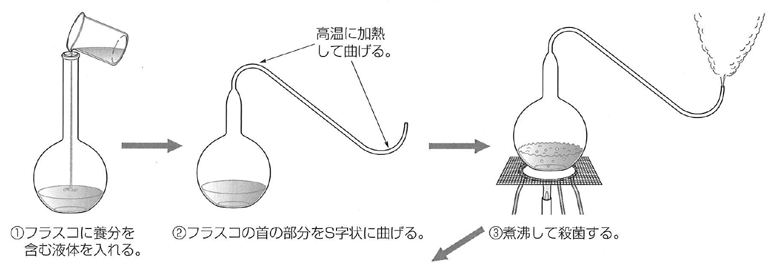 高温に加熱
して曲げる。
①フラスコに養分を
含む液体を入れる。
②フラスコの首の部分をS字状に曲げる。
③煮沸して殺菌する。